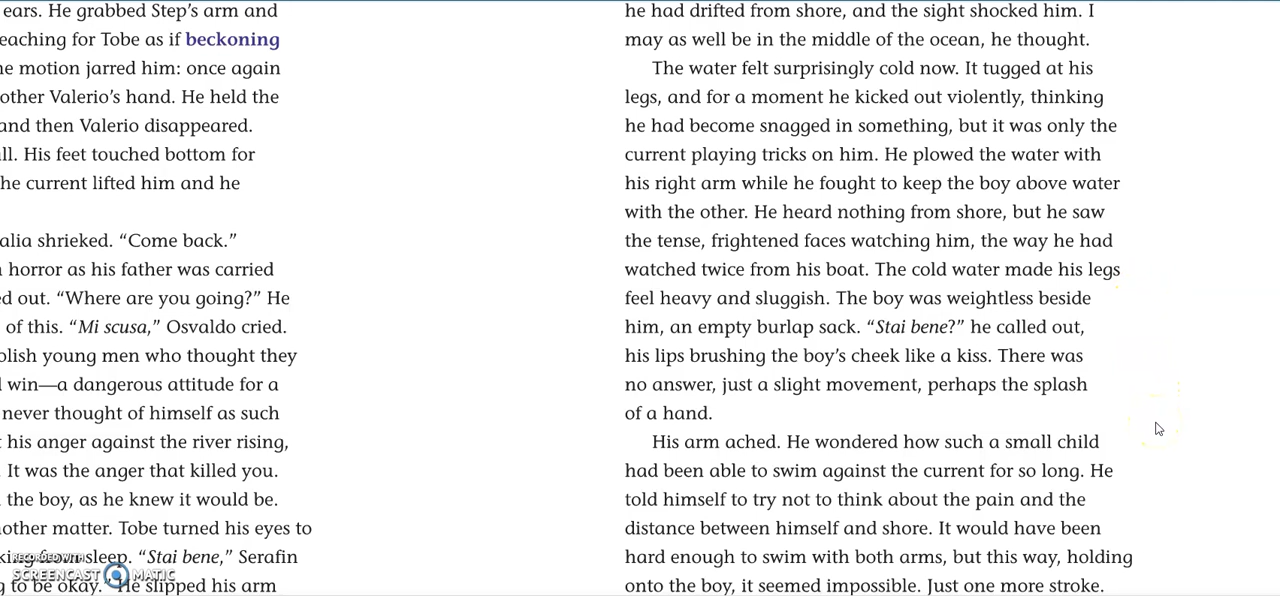 ears. He grabbed Step’s arm and
eaching for Tobe as if beckoning
ne motion jarred him: once again
other Valerio’s hand. He held the
and then Valerio disappeared.
ll. His feet touched bottom for
he current lifted him and he
alia shrieked. “Come back.”
horror as his father was carried
ed out. “Where are you going?” He
of this. “Mi scusa,” Osvaldo cried.
olish young men who thought they
win—a dangerous attitude for a
never thought of himself as such
his anger against the river rising,
It was the anger that killed you.
the boy, as he knew it would be.
nother matter. Tobe turned his eyes to
sleep. “Stai bene,” Serafin
g to be okay.” He slipped his arm
RECORDED WITH
SCREENCAST MATIC
he had drifted from shore, and the sight shocked him. I
may as well be in the middle of the ocean, he thought.
The water felt surprisingly cold now. It tugged at his
legs, and for a moment he kicked out violently, thinking
he had become snagged in something, but it was only the
current playing tricks on him. He plowed the water with
his right arm while he fought to keep the boy above water
with the other. He heard nothing from shore, but he saw
the tense, frightened faces watching him, the way he had
watched twice from his boat. The cold water made his legs
feel heavy and sluggish. The boy was weightless beside
him, an empty burlap sack. “Stai bene?” he called out,
his lips brushing the boy’s cheek like a kiss. There was
no answer, just a slight movement, perhaps the splash
of a hand.
His arm ached. He wondered how such a small child
had been able to swim against the current for so long. He
told himself to try not to think about the pain and the
distance between himself and shore. It would have been
hard enough to swim with both arms, but this way, holding
onto the boy, it seemed impossible. Just one more stroke.